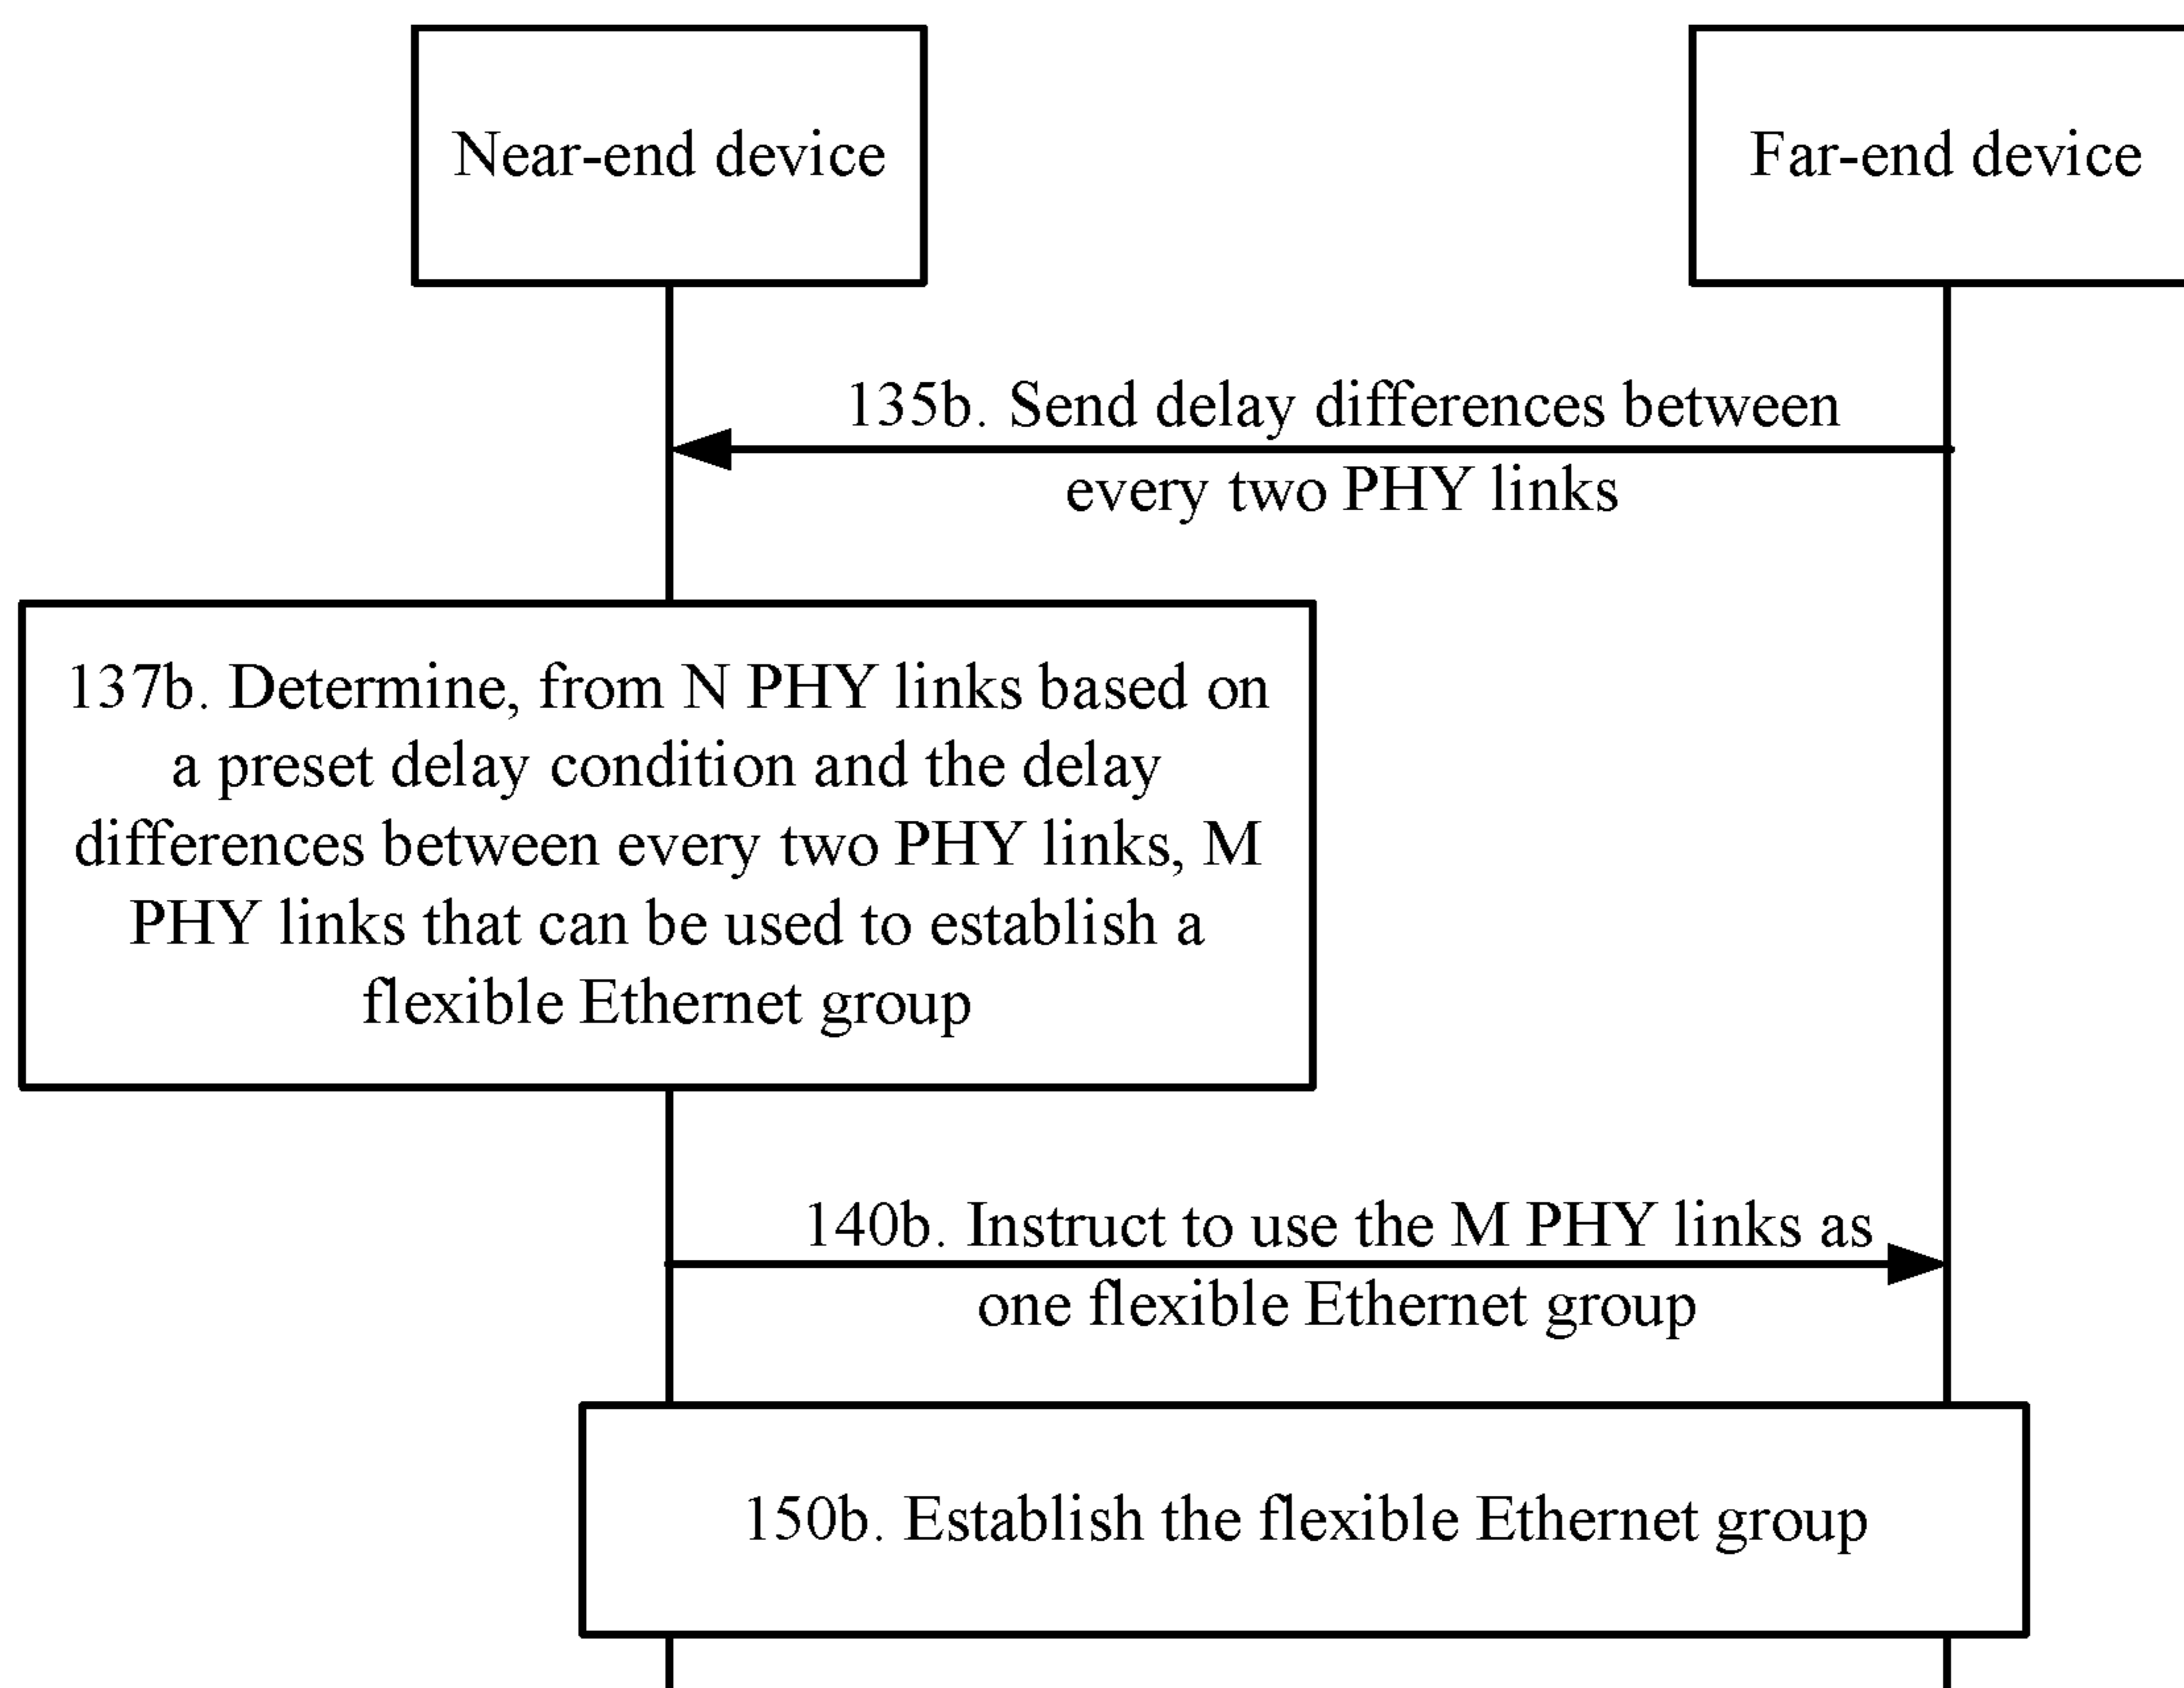 Near-end device
Far-end device
135b. Send delay differences between
every two PHY links
137b. Determine, from N PHY links based on
a preset delay condition and the delay
differences between every two PHY links, M
PHY links that can be used to establish a
flexible Ethernet group
140b. Instruct to use the M PHY links as
one flexible Ethernet group
150b. Establish the flexible Ethernet group